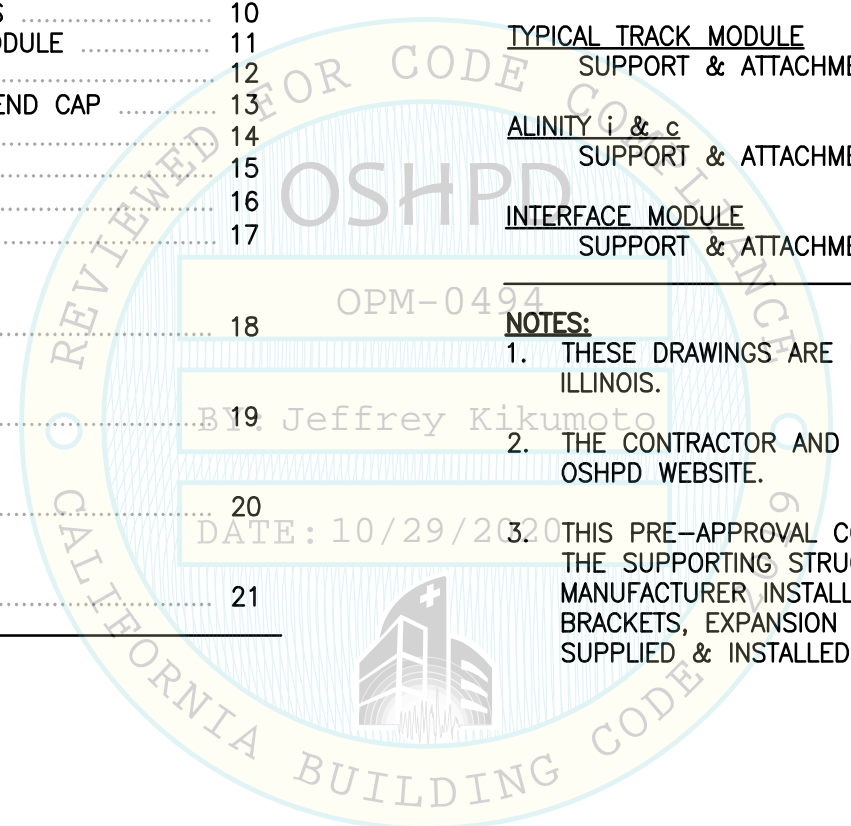 S ........................... 10
ODULE .................. 11
........................... 12
END CAP ............. 13
........................... 14
........................... 15
........................... 16
........................... 17
........................... 18
........................... 19
........................... 20
........................... 21
TYPICAL TRACK MODULE
SUPPORT & ATTACHME
ALINITY i & c
SUPPORT & ATTACHME
INTERFACE MODULE
SUPPORT & ATTACHME
NOTES:
1. THESE DRAWINGS ARE
ILLINOIS.
2. THE CONTRACTOR AND
OSHPD WEBSITE.
3. THIS PRE-APPROVAL CO
THE SUPPORTING STRUC
MANUFACTURER INSTALL
BRACKETS, EXPANSION
SUPPLIED & INSTALLED
REVIEWED FOR CODE COMPLIANCE
OSHPD
OPM-0494
BY: Jeffrey Kikumoto
DATE: 10/29/2020
CALIFORNIA BUILDING CODE 2019